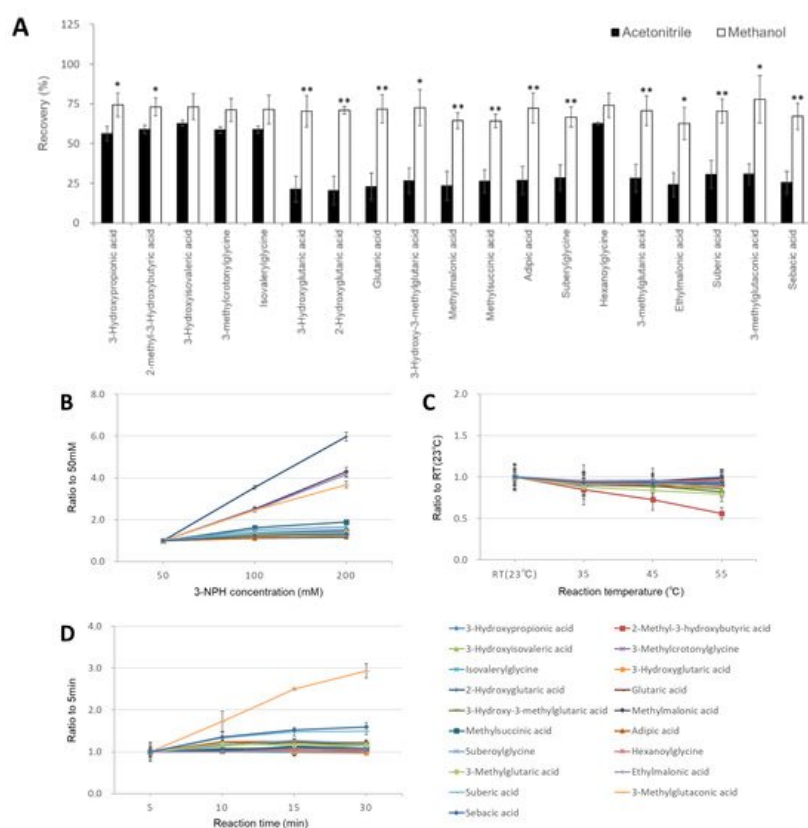 A
Acetonitrile
Methanol
Recovery (%)
125
100
75
50
25
0
*
*
**
**
**
*
**
**
**
**
**
*
**
*
**
3-Hydroxypropionic acid
2-methyl-3-Hydroxybutyric acid
3-Hydroxyisovaleric acid
3-methylcrotonylglycine
Isovalerylglycine
3-Hydroxyglutaric acid
2-Hydroxyglutaric acid
Glutaric acid
3-Hydroxy-3-methylglutaric acid
Methylmalonic acid
Methylsuccinic acid
Adipic acid
Suberylglycine
Hexanoylglycine
3-methylglutaric acid
Ethylmalonic acid
Suberic acid
3-methylglutaconic acid
Sebacic acid
B
Ratio to 50mM
8.0
6.0
4.0
2.0
0.0
50
100
200
3-NPH concentration (mM)
C
Ratio to RT(23℃)
2.0
1.5
1.0
0.5
0.0
RT(23℃)
35
45
55
Reaction temperature (℃)
D
Ratio to 5min
4.0
3.0
2.0
1.0
0.0
5
10
15
30
Reaction time (min)
3-Hydroxypropionic acid
2-Methyl-3-hydroxybutyric acid
3-Hydroxyisovaleric acid
3-Methylcrotonylglycine
Isovalerylglycine
3-Hydroxyglutaric acid
2-Hydroxyglutaric acid
Glutaric acid
3-Hydroxy-3-methylglutaric acid
Methylmalonic acid
Methylsuccinic acid
Adipic acid
Suberoylglycine
Hexanoylglycine
3-Methylglutaric acid
Ethylmalonic acid
Suberic acid
3-Methylglutaconic acid
Sebacic acid